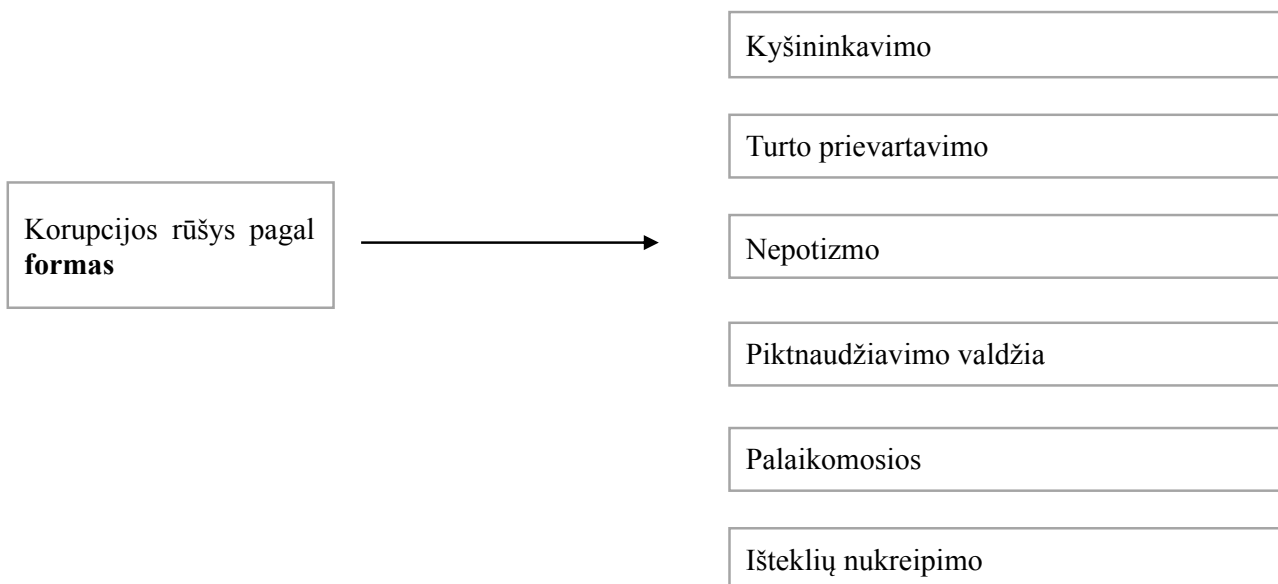 Kyšininkavimo
Turto prievartavimo
Korupcijos rūšys pagal
formas
Nepotizmo
Piktnaudžiavimo valdžia
Palaikomosios
Išteklių nukreipimo